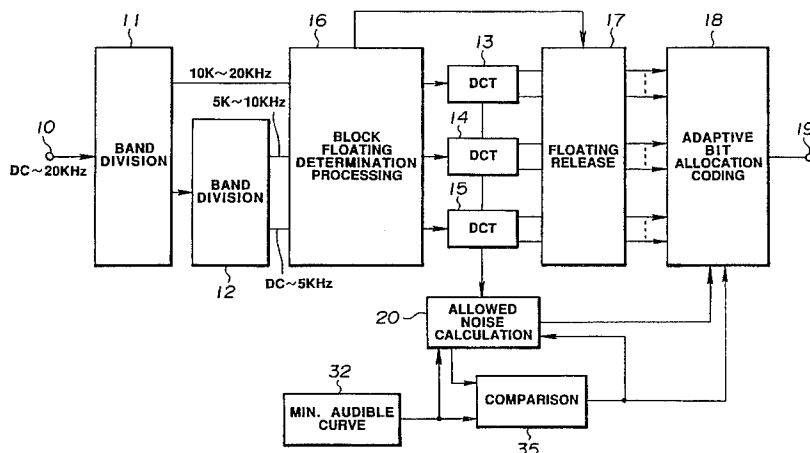 11
16
13
17
18
10K~20KHz
DCT
5K~10KHz
10
14
19
BAND
DIVISION
BLOCK
FLOATING
DETERMINATION
PROCESSING
DCT
FLOATING
RELEASE
ADAPTIVE
BIT
ALLOCATION
CODING
DC~20KHz
BAND
DIVISION
15
DCT
12
DC~5KHz
20
ALLOWED
NOISE
CALCULATION
32
MIN. AUDIBLE
CURVE
COMPARISON
35